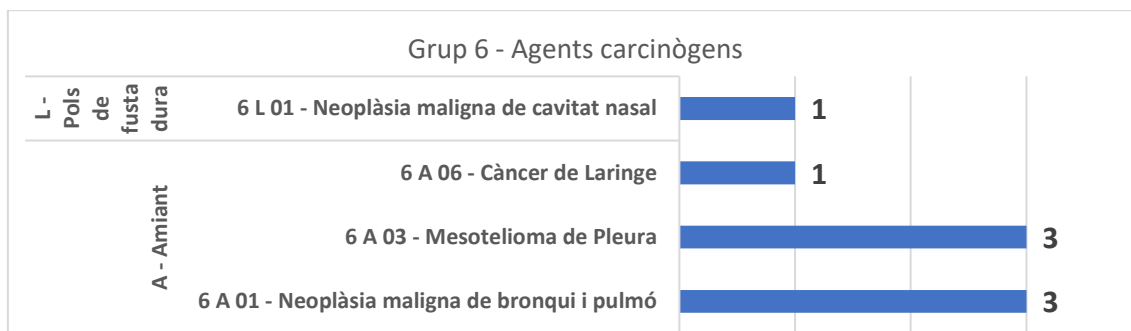 Grup 6 - Agents carcinògens
L -
Pols
de
fusta
dura
6 L 01 - Neoplàsia maligna de cavitat nasal
1
A - Amiant
6 A 06 - Càncer de Laringe
1
6 A 03 - Mesotelioma de Pleura
3
6 A 01 - Neoplàsia maligna de bronqui i pulmó
3